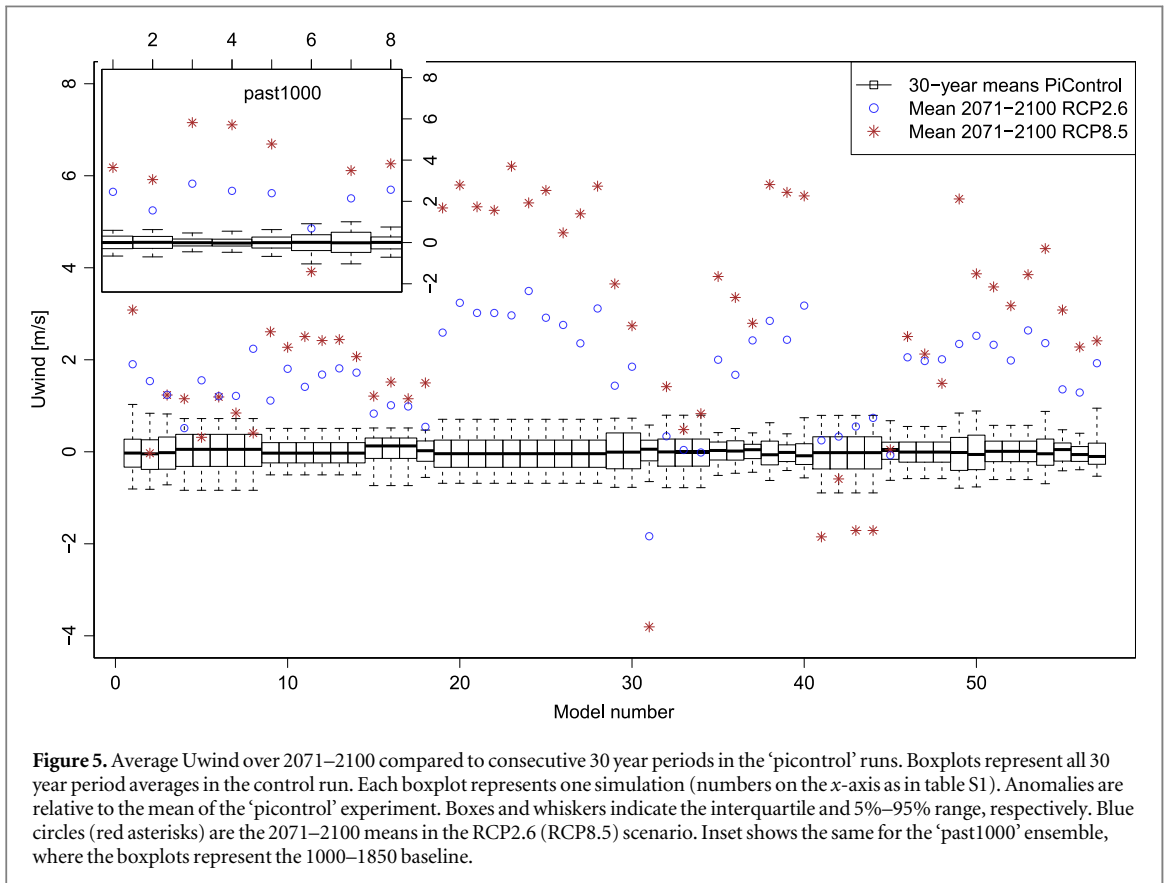 2 4 6 8
past1000
8
6
4
2
0
−2
30−year means PiControl
Mean 2071−2100 RCP2.6
Mean 2071−2100 RCP8.5
8
6
4
2
0
−2
−4
Uwind [m/s]
0 10 20 30 40 50
Model number
Figure 5. Average Uwind over 2071–2100 compared to consecutive 30 year periods in the ‘picontrol’ runs. Boxplots represent all 30
year period averages in the control run. Each boxplot represents one simulation (numbers on the x-axis as in table S1). Anomalies are
relative to the mean of the ‘picontrol’ experiment. Boxes and whiskers indicate the interquartile and 5%–95% range, respectively. Blue
circles (red asterisks) are the 2071–2100 means in the RCP2.6 (RCP8.5) scenario. Inset shows the same for the ‘past1000’ ensemble,
where the boxplots represent the 1000–1850 baseline.